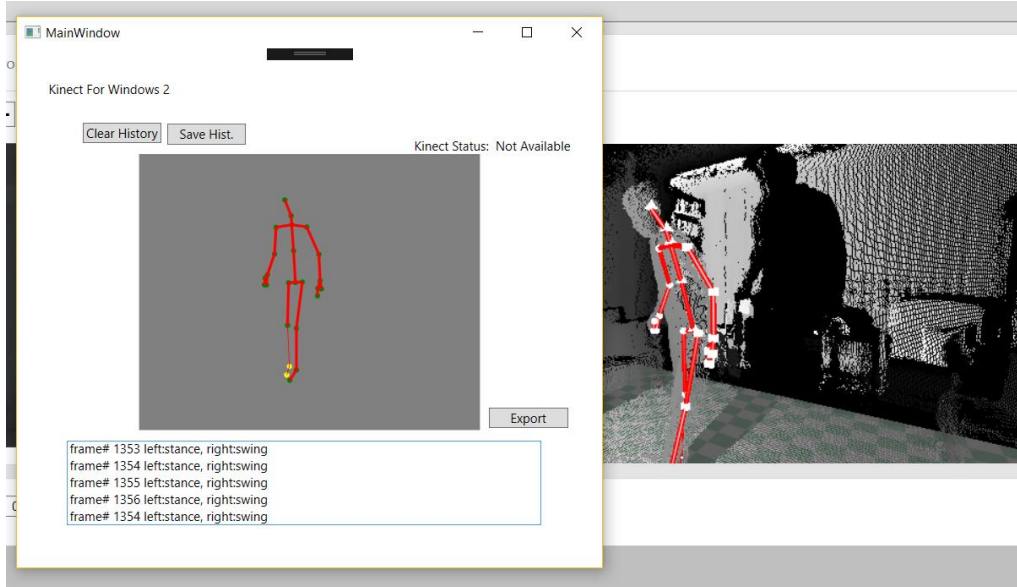 MainWindow
Kinect For Windows 2
Clear History
Save Hist.
Kinect Status: Not Available
Export
frame# 1353 left:stance, right:swing
frame# 1354 left:stance, right:swing
frame# 1355 left:stance, right:swing
frame# 1356 left:stance, right:swing
frame# 1354 left:stance, right:swing